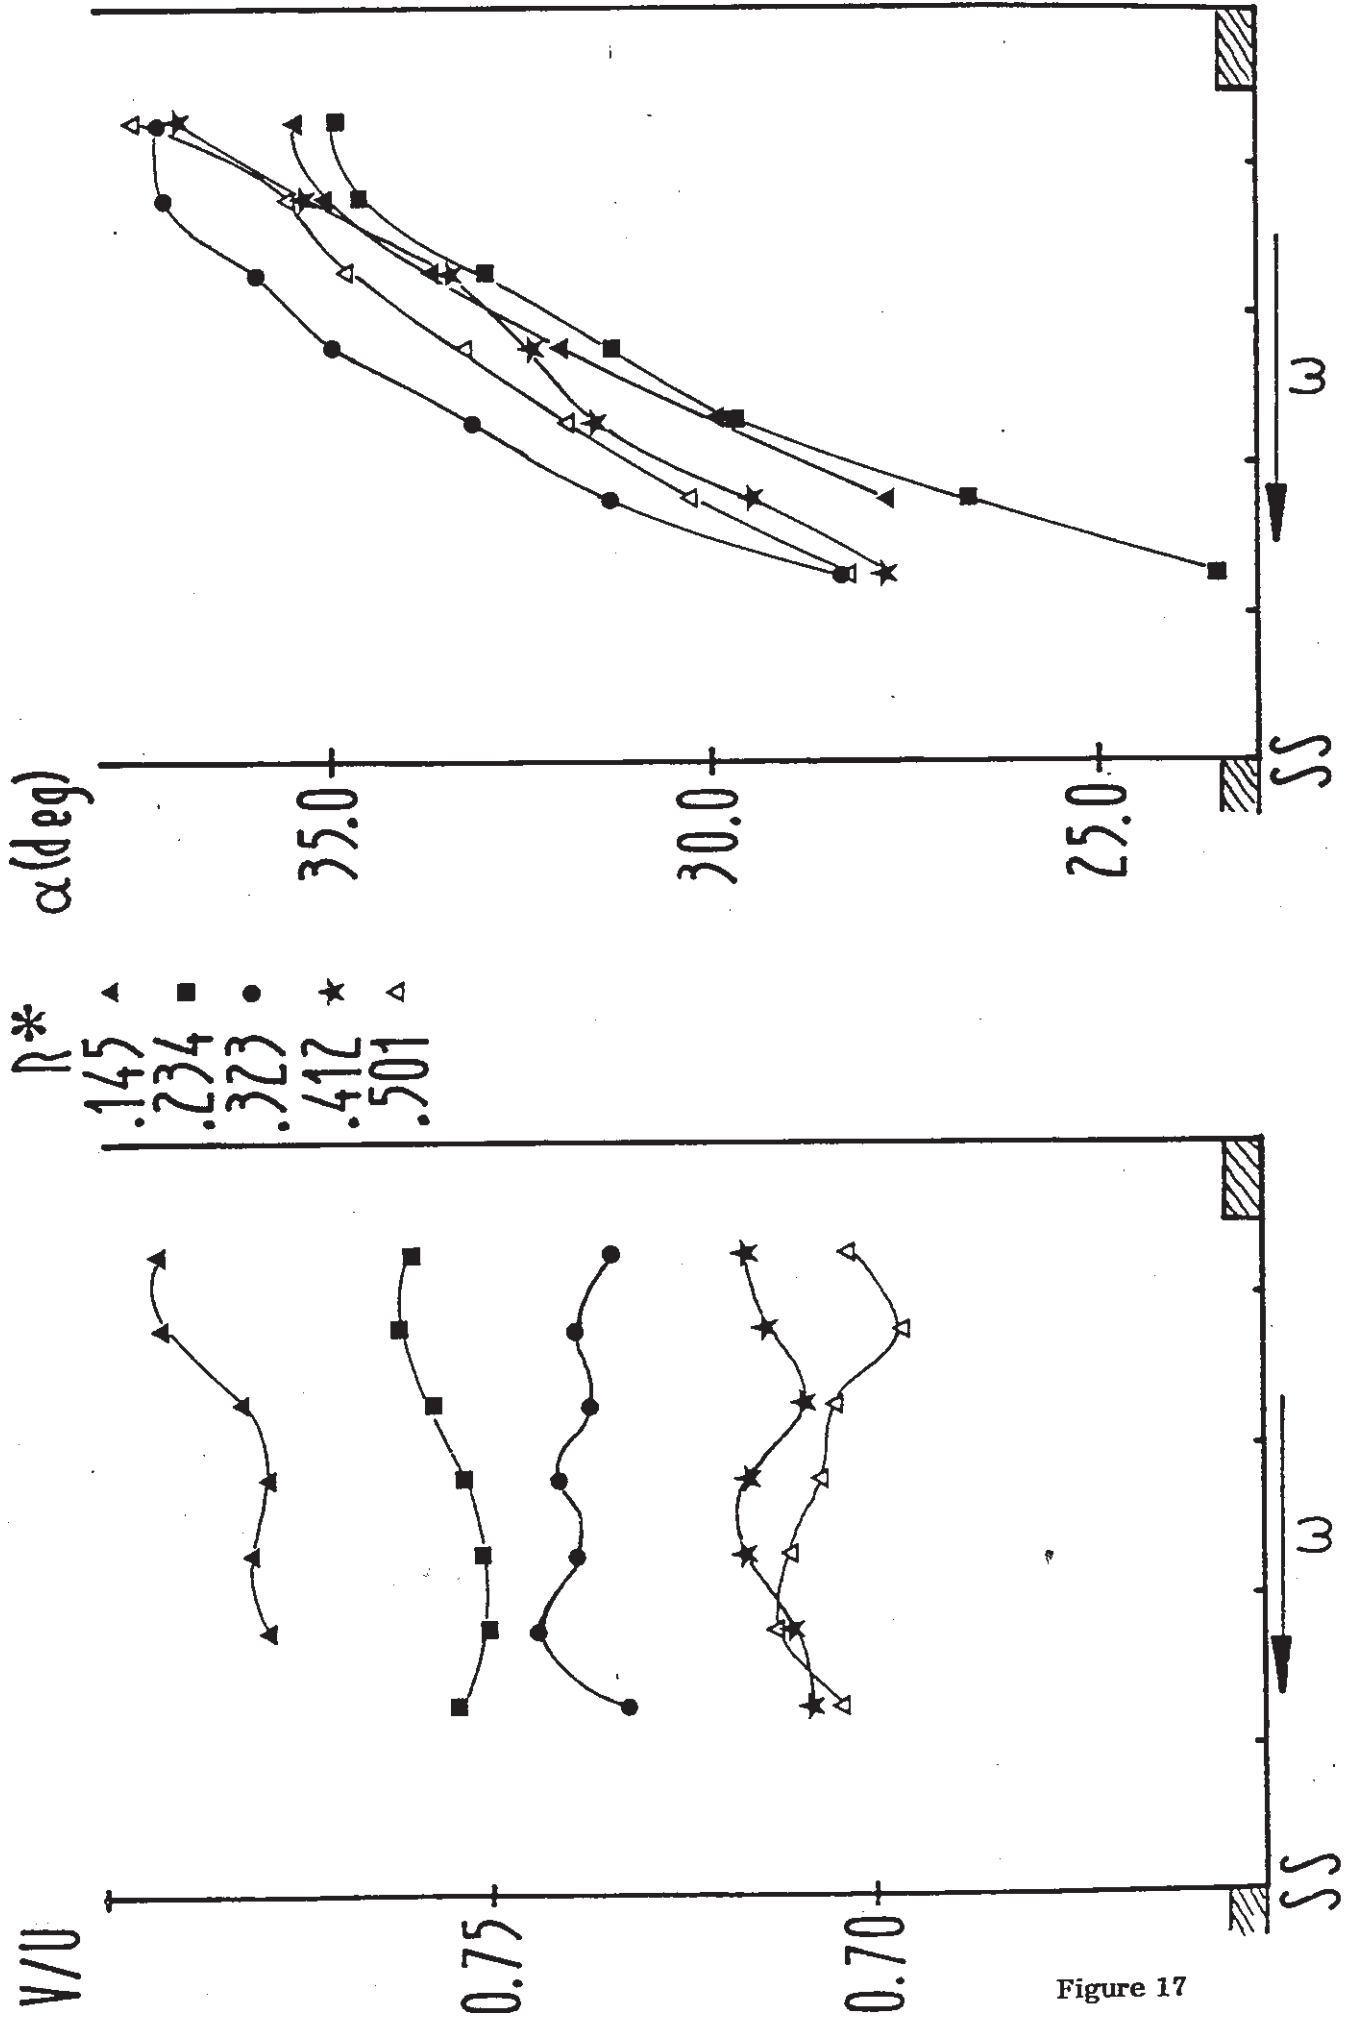 V/U
0.75
0.70
SS
ω
R*
.145
.234
.323
.412
.501
α(deg)
35.0
30.0
25.0
SS
ω
Figure 17